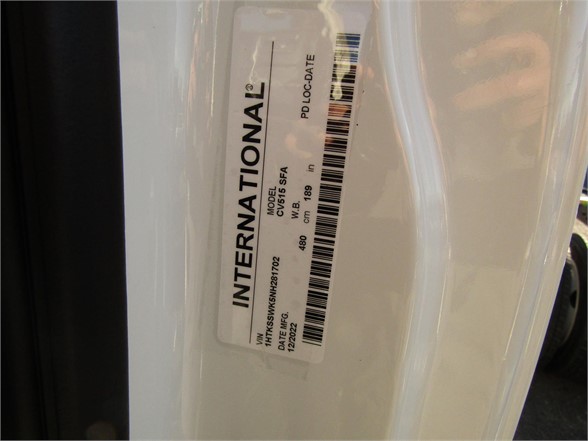 INTERNATIONAL®
VIN MODEL
1HTKSSWK5NH281702 CV515 SFA
DATE MFG. W.B. PD LOC-DATE
12/2022 480 cm 189 in